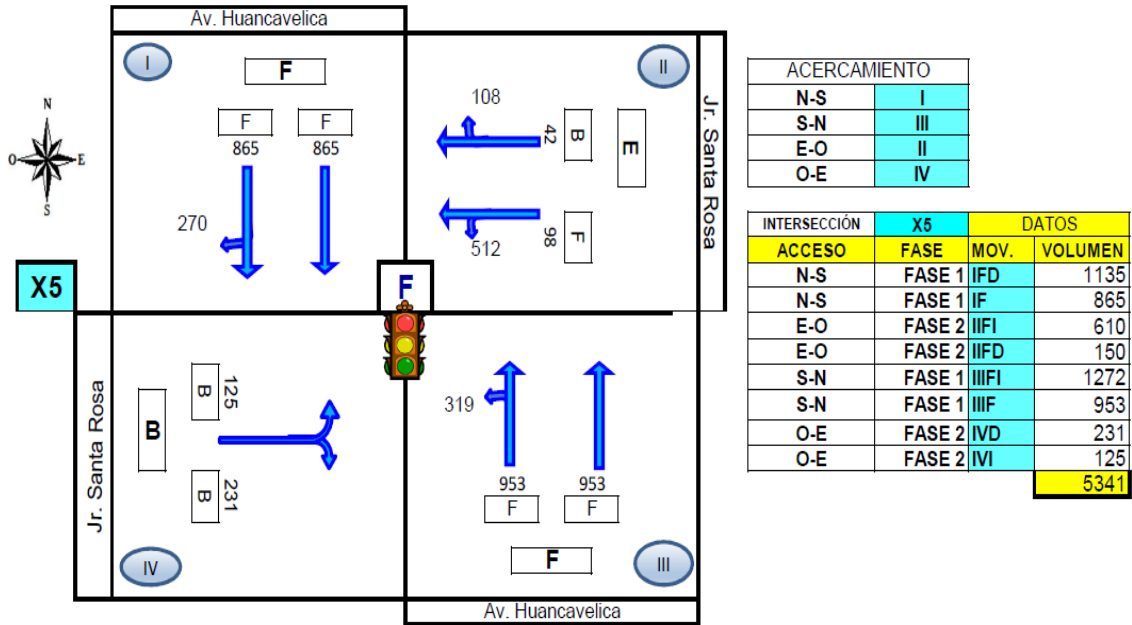 Av. Huancavelica
I
II
F
F
F
865
865
270
108
42
B
E
512
98
F
Jr. Santa Rosa
N
O
E
S
X5
F
Jr. Santa Rosa
B
B
125
B
231
IV
319
953
953
F
F
F
III
Av. Huancavelica
ACERCAMIENTO
N-S I
S-N III
E-O II
O-E IV
INTERSECCIÓN X5 DATOS
ACCESO FASE MOV. VOLUMEN
N-S FASE 1 IFD 1135
N-S FASE 1 IF 865
E-O FASE 2 IIFI 610
E-O FASE 2 IIFD 150
S-N FASE 1 IIIFI 1272
S-N FASE 1 IIIF 953
O-E FASE 2 IVD 231
O-E FASE 2 IVI 125
5341